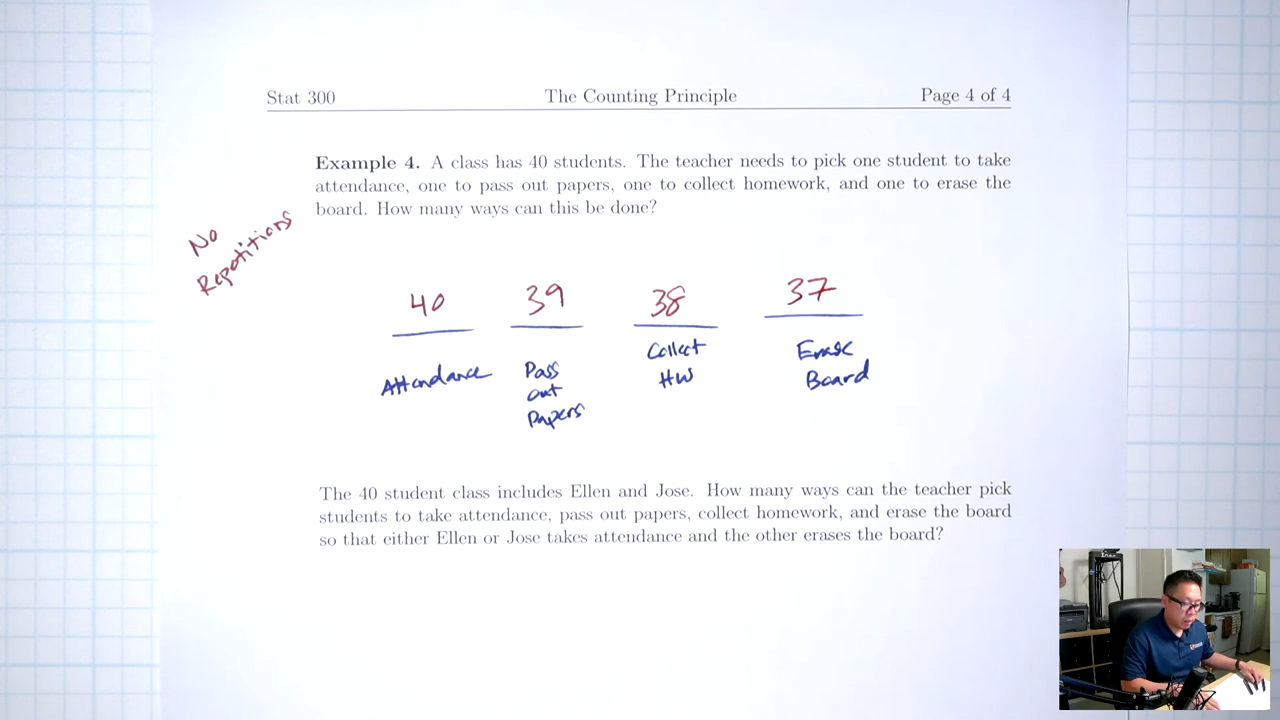 Stat 300 The Counting Principle Page 4 of 4
Example 4. A class has 40 students. The teacher needs to pick one student to take
attendance, one to pass out papers, one to collect homework, and one to erase the
board. How many ways can this be done?
No
Repetitions
40 39 38 37
Attendance Pass out Papers Collect HW Erase Board
The 40 student class includes Ellen and Jose. How many ways can the teacher pick
students to take attendance, pass out papers, collect homework, and erase the board
so that either Ellen or Jose takes attendance and the other erases the board?